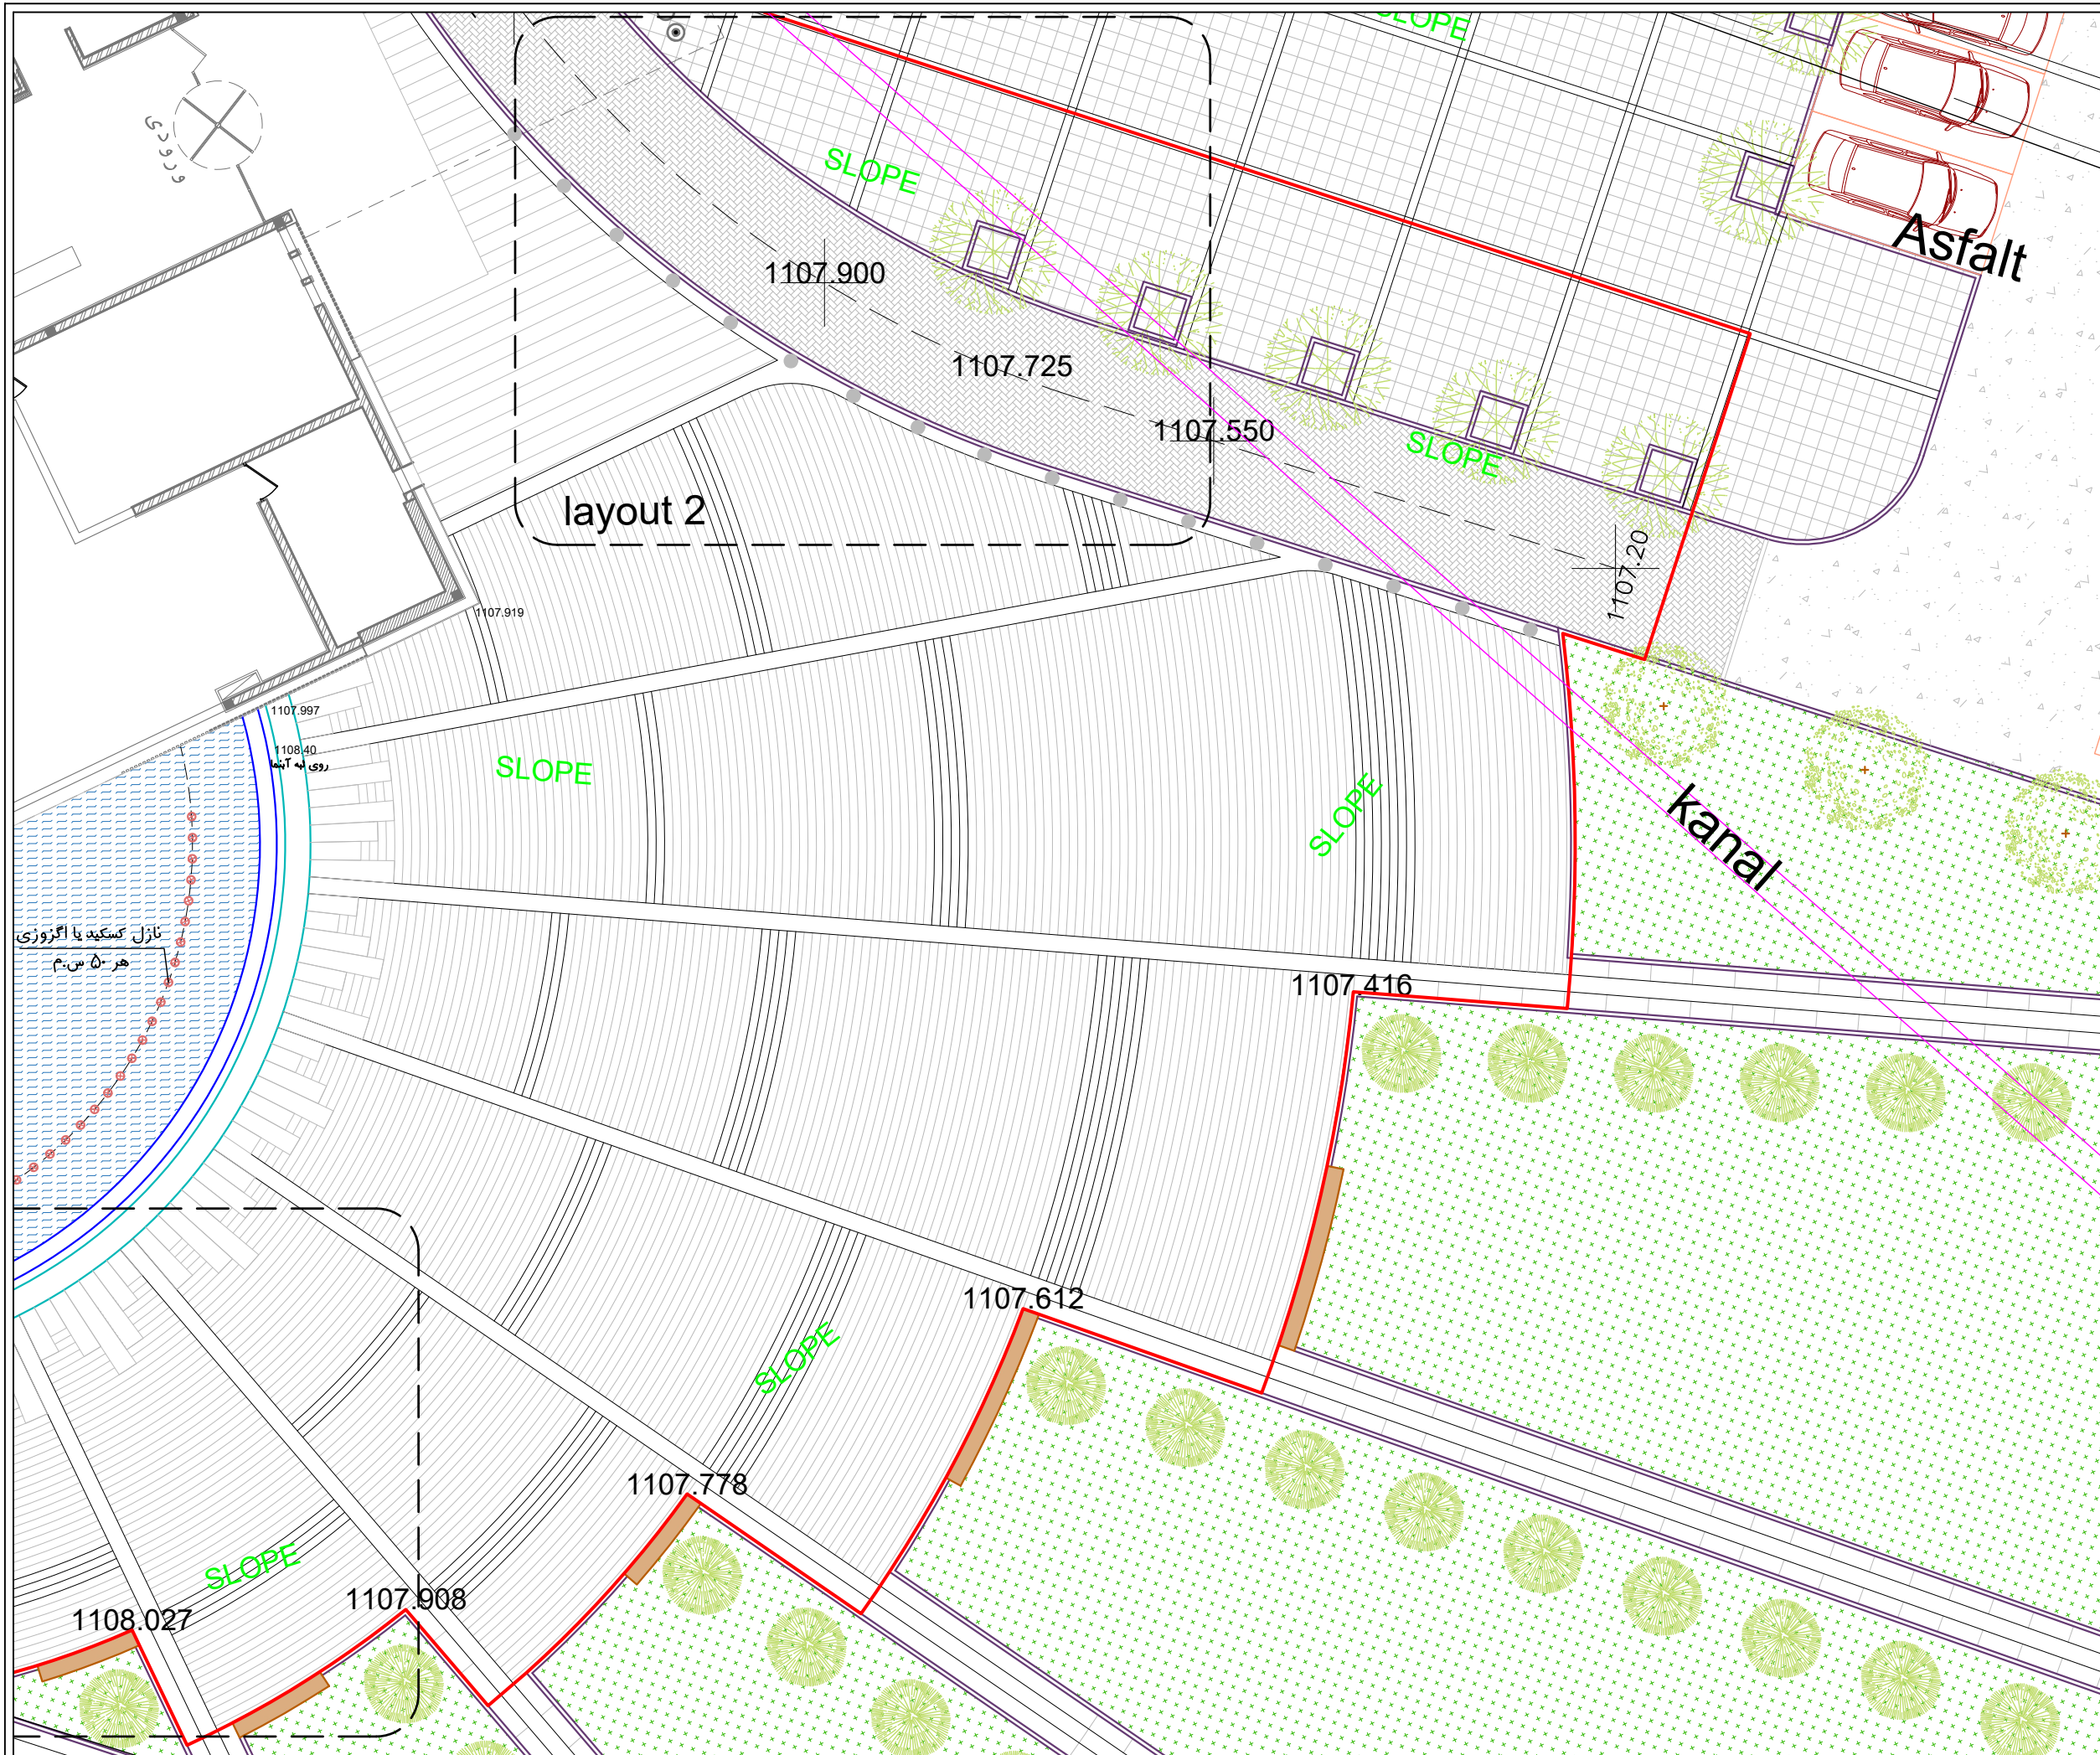 SLOPE
ورودی
SLOPE
Asfalt
1107.900
1107.725
1107.550
SLOPE
layout 2
1107.20
1107.919
1107.997
1108.40
روی لبه آبنما
SLOPE
SLOPE
kanal
نازل کسکید یا اگزوزی
هر ۵۰ س.م
1107.416
1107.612
SLOPE
1107.778
SLOPE
1107.908
1108.027